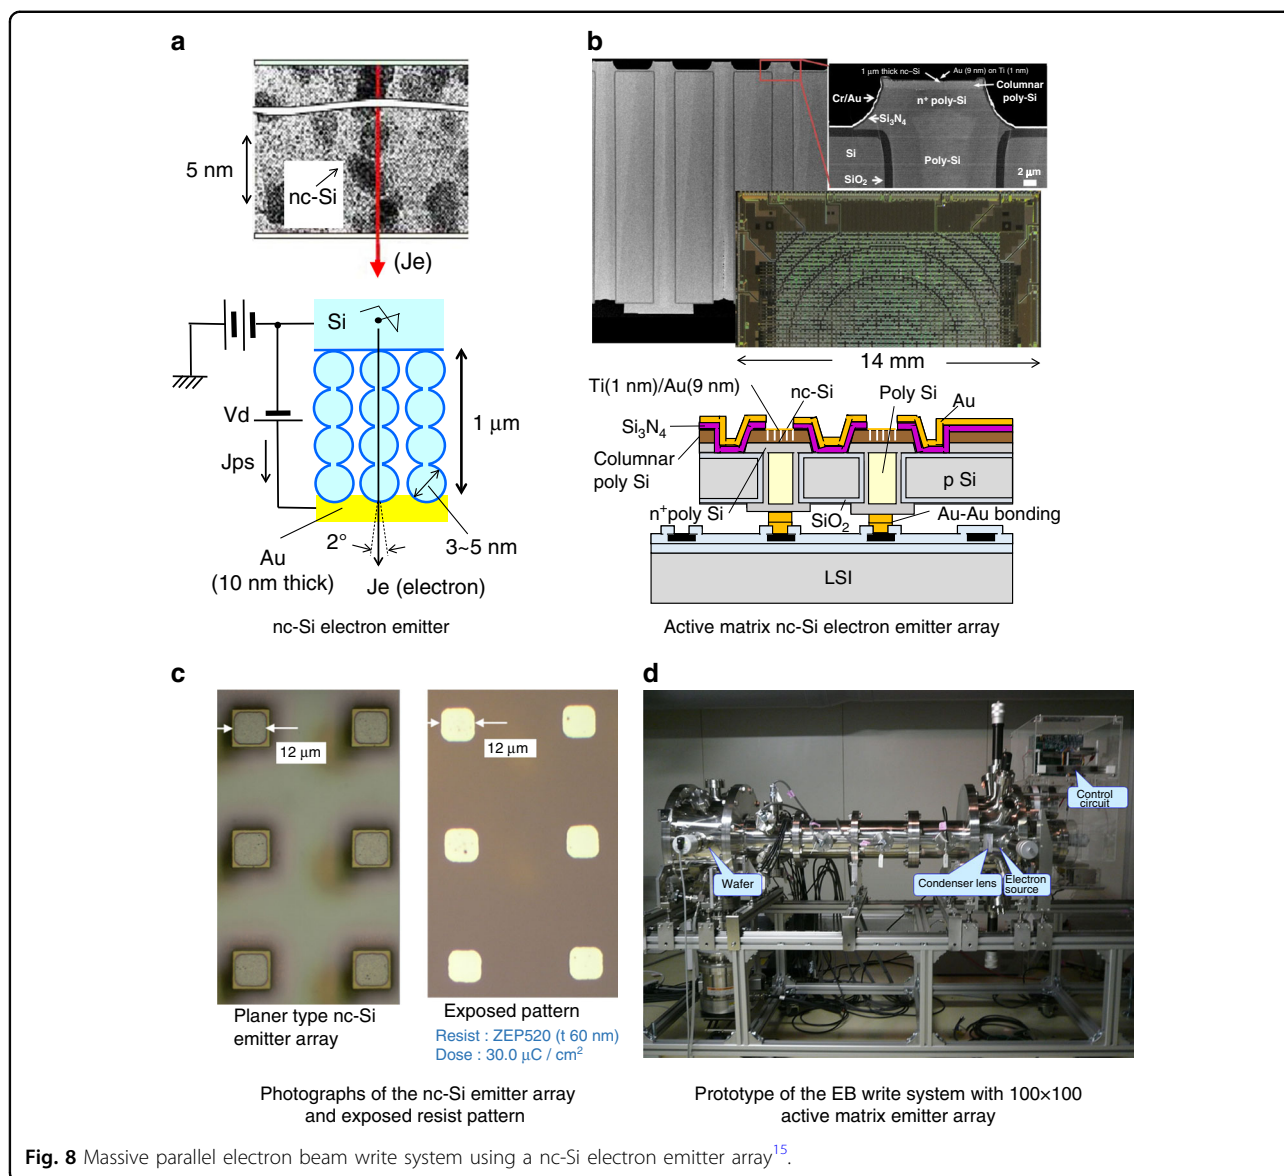 a
5 nm
nc-Si
(Je)
Si
Vd
Jps
1 μm
Au
(10 nm thick)
2°
3~5 nm
Je (electron)
nc-Si electron emitter
b
1 μm thick nc-Si
Au (9 nm) on Ti (1 nm)
Cr/Au
n+ poly-Si
Columnar
poly-Si
Si3N4
Si
Poly-Si
SiO2
2 μm
14 mm
Ti(1 nm)/Au(9 nm)
nc-Si
Poly Si
Au
Si3N4
Columnar
poly Si
p Si
n+poly Si
SiO2
Au-Au bonding
LSI
Active matrix nc-Si electron emitter array
c
12 μm
12 μm
Planer type nc-Si
emitter array
Exposed pattern
Resist : ZEP520 (t 60 nm)
Dose : 30.0 μC / cm2
Photographs of the nc-Si emitter array
and exposed resist pattern
d
Control
circuit
Wafer
Condenser lens
Electron
source
Prototype of the EB write system with 100×100
active matrix emitter array
Fig. 8 Massive parallel electron beam write system using a nc-Si electron emitter array15.